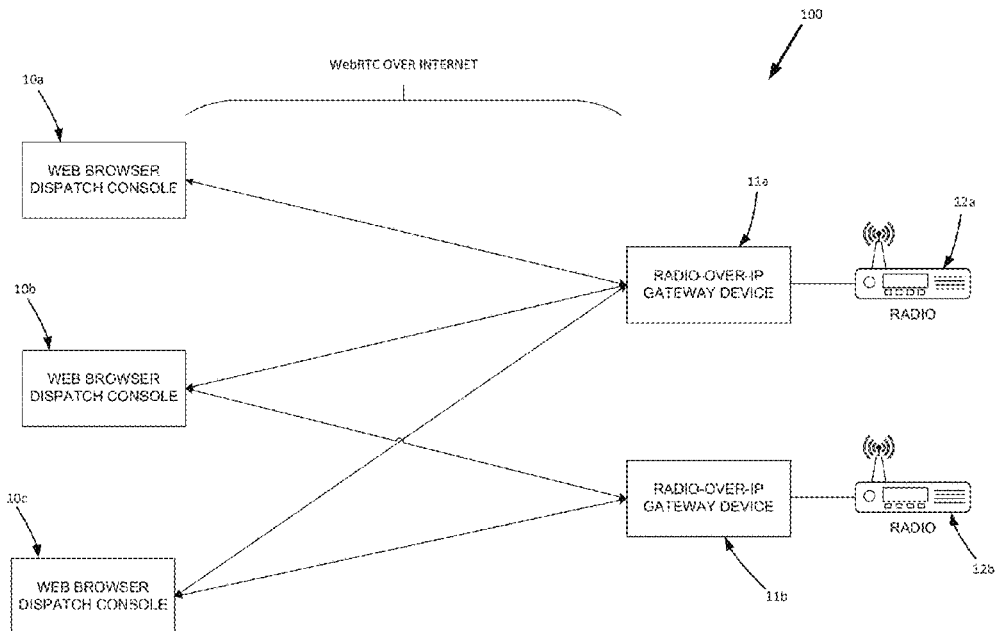 100
WebRTC OVER INTERNET
10a
WEB BROWSER
DISPATCH CONSOLE
11a
12a
RADIO-OVER-IP
GATEWAY DEVICE
RADIO
10b
WEB BROWSER
DISPATCH CONSOLE
RADIO-OVER-IP
GATEWAY DEVICE
RADIO
10c
WEB BROWSER
DISPATCH CONSOLE
11b
12b